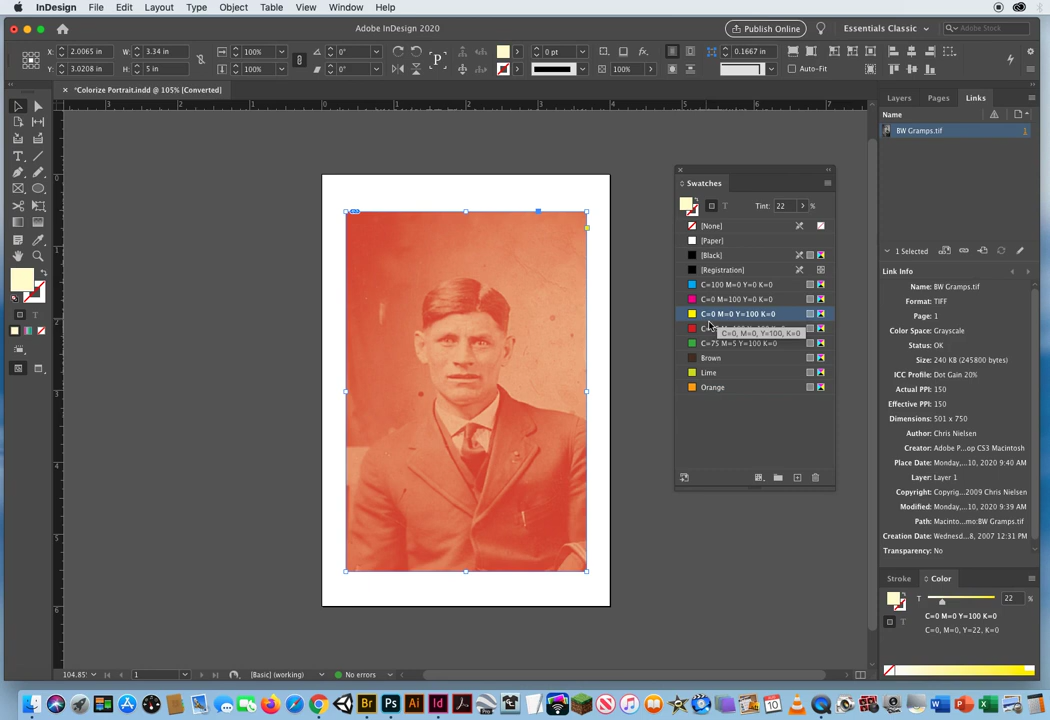 InDesign File Edit Layout Type Object Table View Window Help
Adobe InDesign 2020
Publish Online
Essentials Classic
Adobe Stock
X: 2.0065 in W: 3.34 in 100% 0° 0 pt 0.1667 in
Y: 3.0208 in H: 5 in 100% 0° 100% Auto-Fit
*Colorize Portrait.indd @ 105% [Converted]
Layers Pages Links
Name
BW Gramps.tif 1
Swatches
Tint: 22 %
[None]
[Paper]
[Black]
[Registration]
C=100 M=0 Y=0 K=0
C=0 M=100 Y=0 K=0
C=0 M=0 Y=100 K=0
C=0, M=0, Y=100, K=0
C=75 M=5 Y=100 K=0
Brown
Lime
Orange
1 Selected
Link Info
Name: BW Gramps.tif
Format: TIFF
Page: 1
Color Space: Grayscale
Status: OK
Size: 240 KB (245800 bytes)
ICC Profile: Dot Gain 20%
Actual PPI: 150
Effective PPI: 150
Dimensions: 501 x 750
Author: Chris Nielsen
Creator: Adobe P...op CS3 Macintosh
Place Date: Monday,...10, 2020 9:40 AM
Layer: Layer 1
Copyright: Copyrig...2009 Chris Nielsen
Modified: Monday,...10, 2020 9:39 AM
Path: Macinto...mo:BW Gramps.tif
Creation Date: Wednesd...8, 2007 12:31 PM
Transparency: No
Stroke Color
T 22 %
C=0 M=0 Y=100 K=0
C=0, M=0, Y=22, K=0
104.85% 1 [Basic] (working) No errors